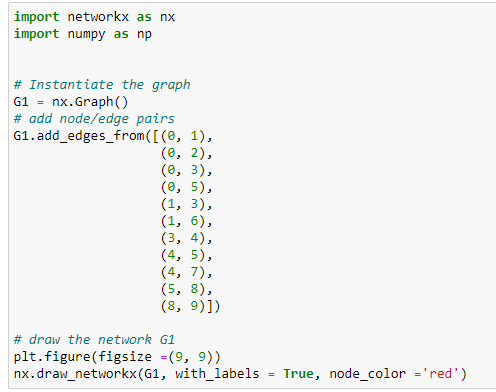 import networkx as nx
import numpy as np
# Instantiate the graph
G1 = nx.Graph()
# add node/edge pairs
G1.add_edges_from([(0, 1),
(0, 2),
(0, 3),
(0, 5),
(1, 3),
(1, 6),
(3, 4),
(4, 5),
(4, 7),
(5, 8),
(8, 9)])
# draw the network G1
plt.figure(figsize =(9, 9))
nx.draw_networkx(G1, with_labels = True, node_color ='red')